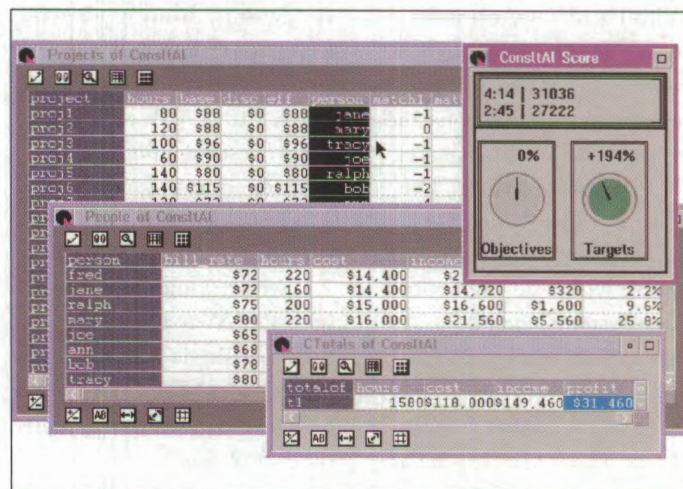 Projects of ConsltAI
project hours base disc eff person match1
proj1 80 $88 $0 $88 jane -1
proj2 120 $88 $0 $88 mary 0
proj3 100 $96 $0 $96 tracy -1
proj4 60 $90 $0 $90 joe -1
proj5 140 $80 $0 $80 ralph -1
proj6 140 $115 $0 $115 bob -2
ConsltAI Score
4:14 | 31036
2:45 | 27222
0%
+194%
Objectives
Targets
People of ConsltAI
person bill_rate hours cost income
fred $72 220 $14,400
jane $72 160 $14,400 $14,720 $320 2.2%
ralph $75 200 $15,000 $16,600 $1,600 9.6%
mary $80 220 $16,000 $21,560 $5,560 25.8%
joe $65
ann $68
bob $78
tracy $80
CTotals of ConsltAI
totalof hours cost income profit
t1 1580 $118,000 $149,460 $31,460
AB
AB